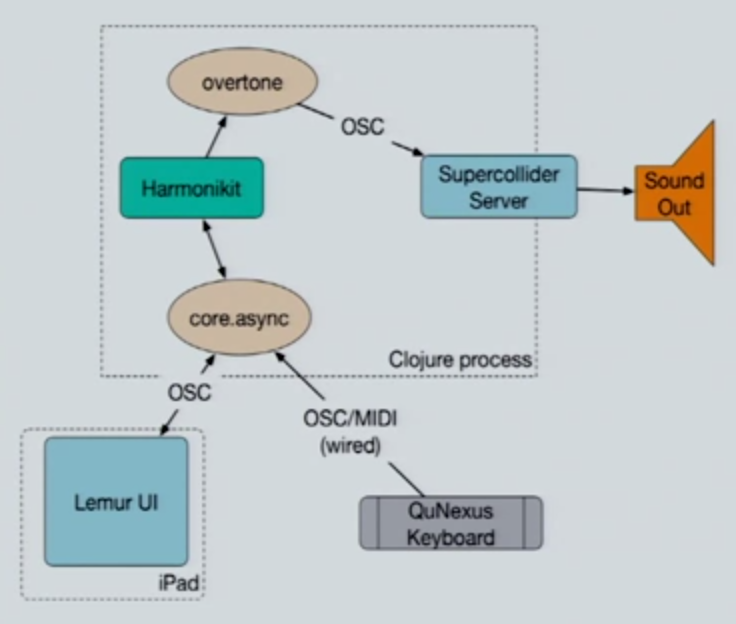 overtone
OSC
Harmonikit
Supercollider
Server
Sound
Out
core.async
Clojure process
OSC
OSC/MIDI
(wired)
Lemur UI
QuNexus
Keyboard
iPad